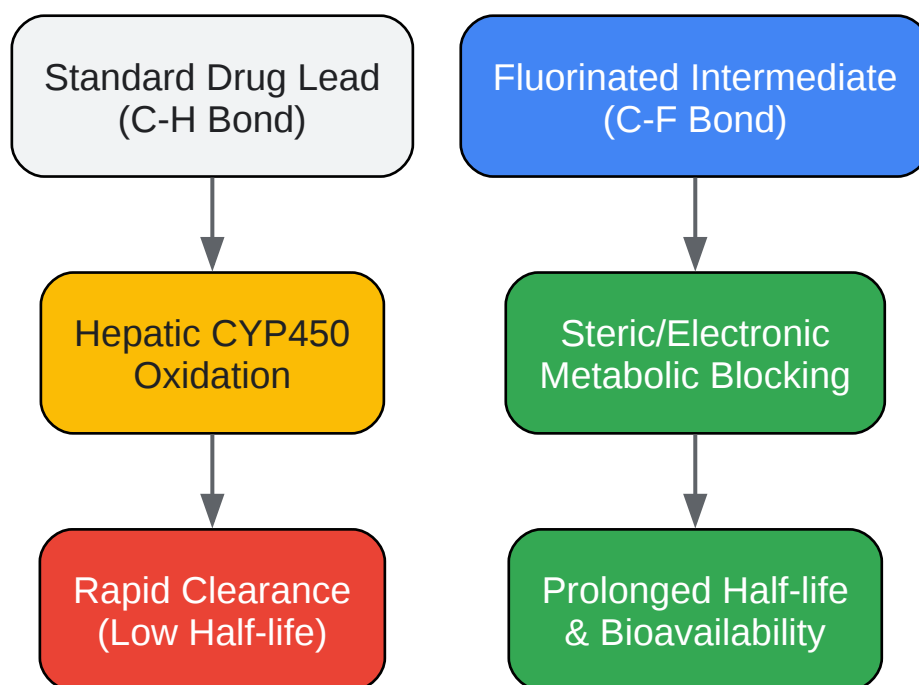 Standard Drug Lead
(C-H Bond)
Fluorinated Intermediate
(C-F Bond)
Hepatic CYP450
Oxidation
Steric/Electronic
Metabolic Blocking
Rapid Clearance
(Low Half-life)
Prolonged Half-life
& Bioavailability